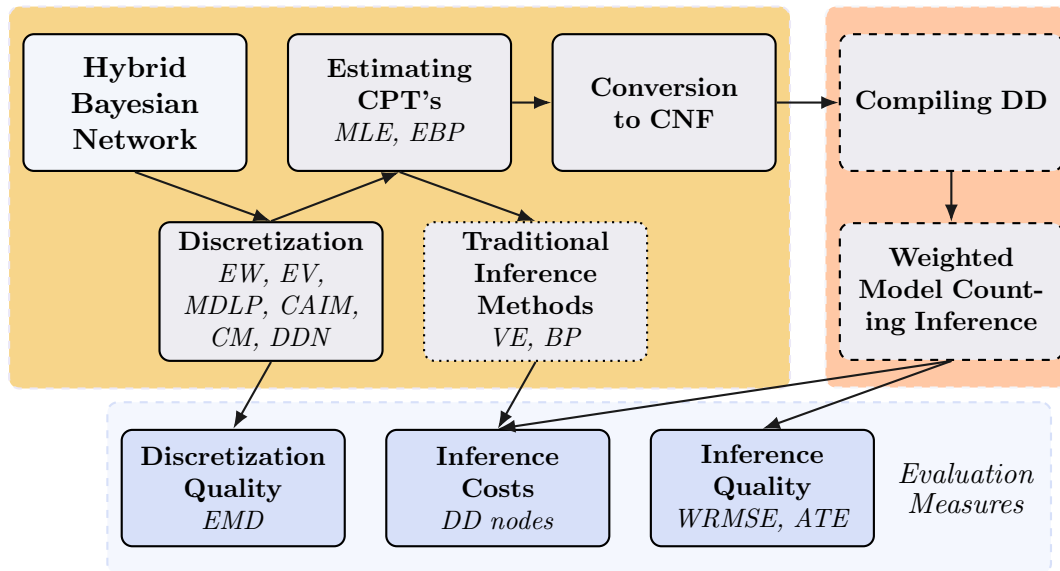 Hybrid
Bayesian
Network
Estimating
CPT's
MLE, EBP
Conversion
to CNF
Compiling DD
Discretization
EW, EV,
MDLP, CAIM,
CM, DDN
Traditional
Inference
Methods
VE, BP
Weighted
Model Count-
ing Inference
Discretization
Quality
EMD
Inference
Costs
DD nodes
Inference
Quality
WRMSE, ATE
Evaluation
Measures